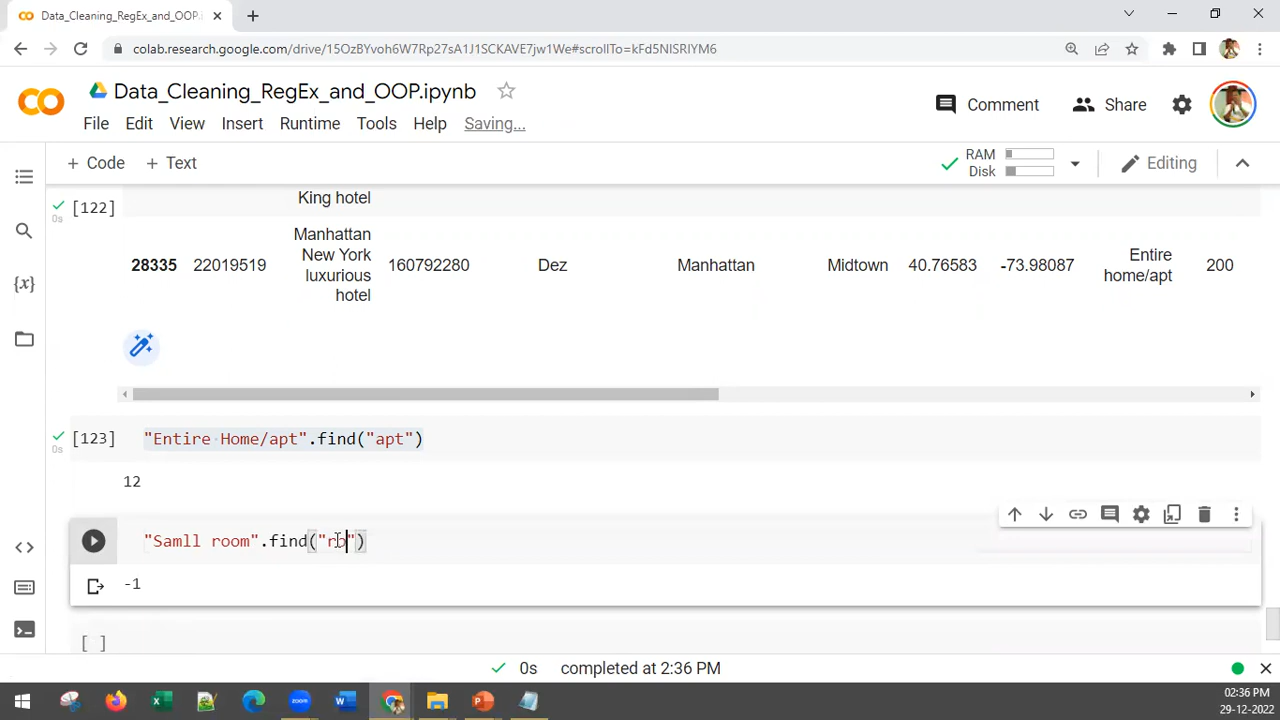 Data_Cleaning_RegEx_and_OOP.i
colab.research.google.com/drive/15OzBYvoh6W7Rp27sA1J1SCKAVE7jw1We#scrollTo=kFd5NISRIYM6
Data_Cleaning_RegEx_and_OOP.ipynb
Comment Share
File Edit View Insert Runtime Tools Help Saving...
+ Code + Text RAM Disk Editing
King hotel
[122]
0s
Manhattan
New York
luxurious
hotel
28335 22019519 160792280 Dez Manhattan Midtown 40.76583 -73.98087 Entire home/apt 200
[123] "Entire Home/apt".find("apt")
0s
12
"Samll room".find("ro")
-1
[ ]
0s completed at 2:36 PM
02:36 PM
29-12-2022